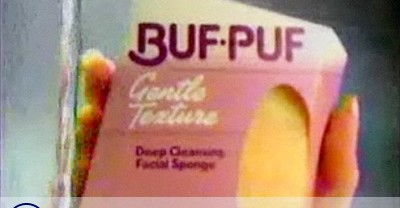 BUF-PUF
Gentle
Texture
Deep Cleansing
Facial Sponge